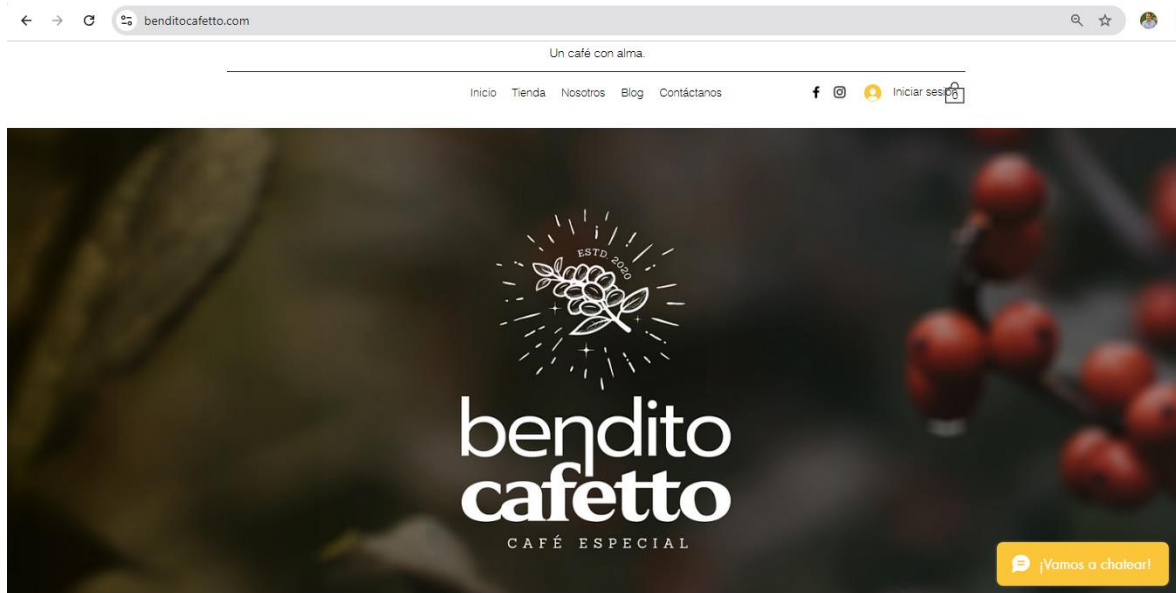 benditocafetto.com
Un café con alma.
Inicio Tienda Nosotros Blog Contáctanos Iniciar sesión
0
ESTD 2020
bendito
cafetto
CAFÉ ESPECIAL
¡Vamos a chatear!